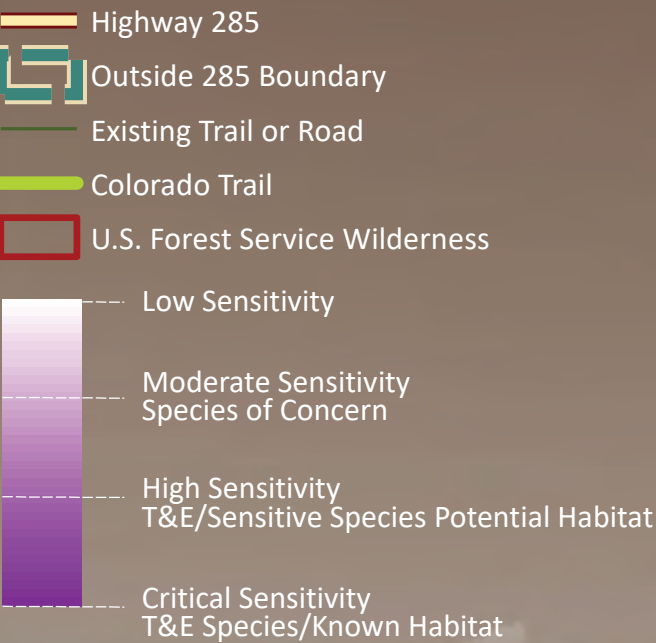 Highway 285
Outside 285 Boundary
Existing Trail or Road
Colorado Trail
U.S. Forest Service Wilderness
Low Sensitivity
Moderate Sensitivity
Species of Concern
High Sensitivity
T&E/Sensitive Species Potential Habitat
Critical Sensitivity
T&E Species/Known Habitat